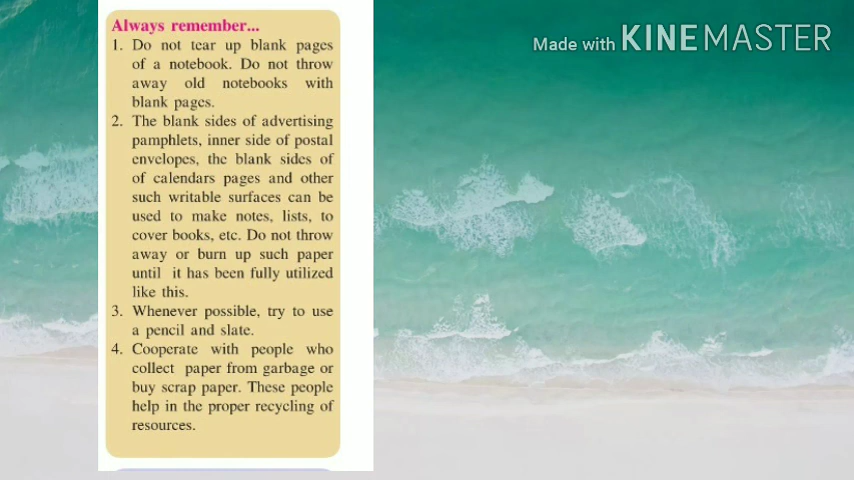 Always remember...
1. Do not tear up blank pages
of a notebook. Do not throw
away old notebooks with
blank pages.
2. The blank sides of advertising
pamphlets, inner side of postal
envelopes, the blank sides of
of calendars pages and other
such writable surfaces can be
used to make notes, lists, to
cover books, etc. Do not throw
away or burn up such paper
until it has been fully utilized
like this.
3. Whenever possible, try to use
a pencil and slate.
4. Cooperate with people who
collect paper from garbage or
buy scrap paper. These people
help in the proper recycling of
resources.
Made with KINEMASTER